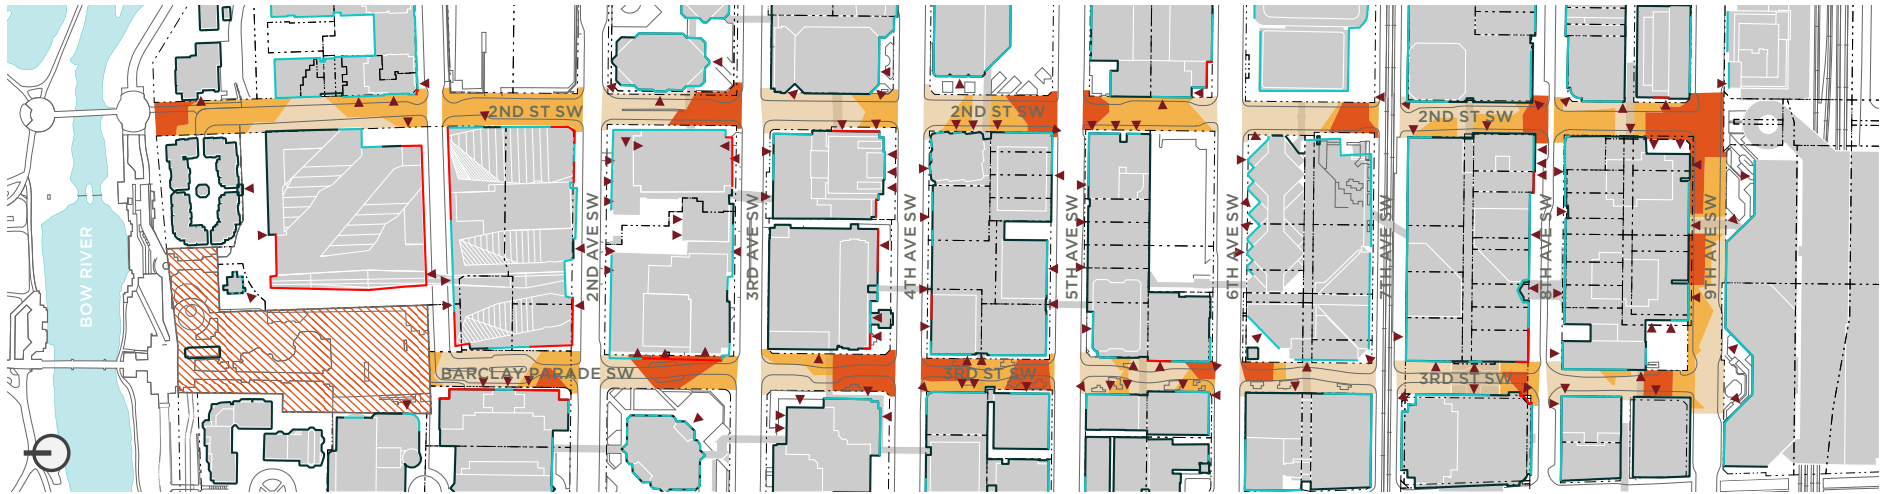 2ND ST SW
2ND ST SW
2ND ST SW
BOW RIVER
2ND AVE SW
3RD AVE SW
4TH AVE SW
5TH AVE SW
6TH AVE SW
7TH AVE SW
8TH AVE SW
9TH AVE SW
BARCLAY PARADE SW
3RD ST SW
3RD ST SW